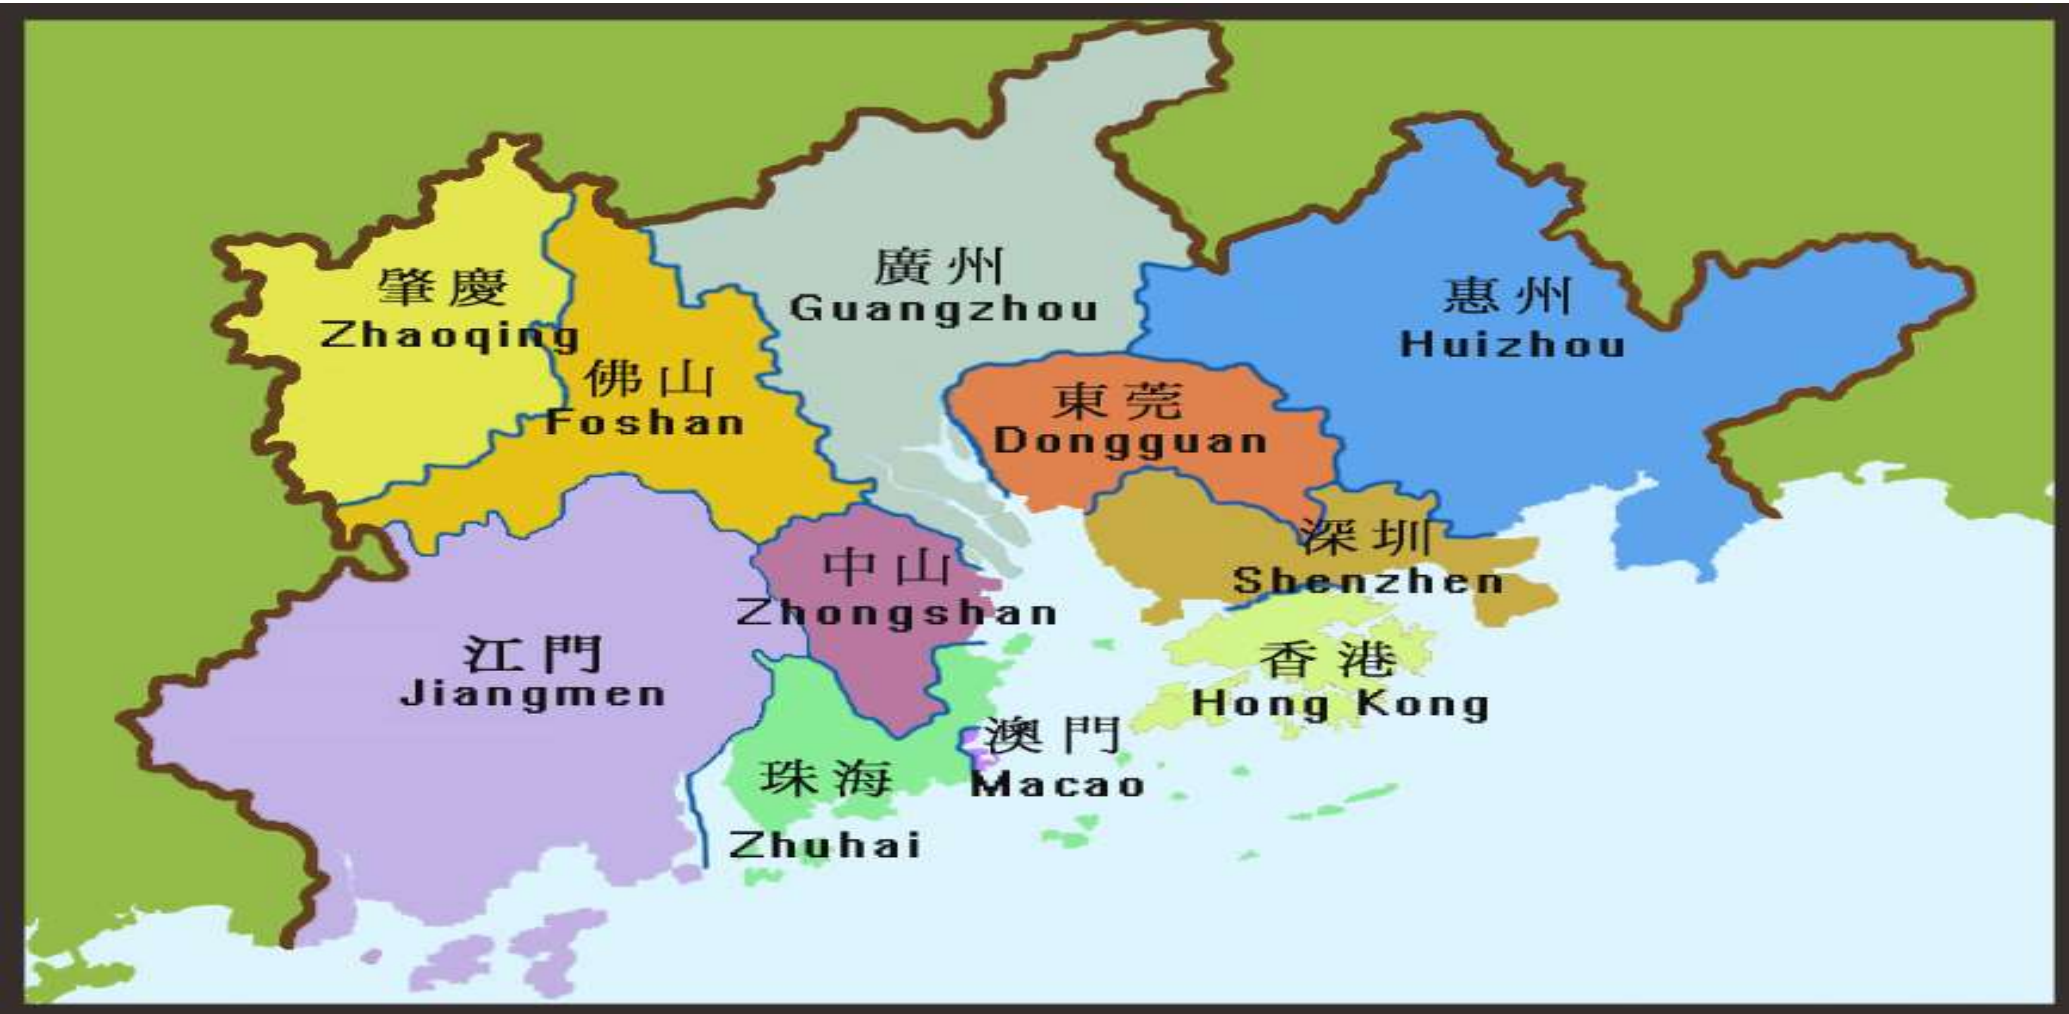 廣州
Guangzhou
肇慶
Zhaoqing
惠州
Huizhou
佛山
Foshan
東莞
Dongguan
深圳
Shenzhen
中山
Zhongshan
江門
Jiangmen
香港
Hong Kong
澳門
Macao
珠海
Zhuhai